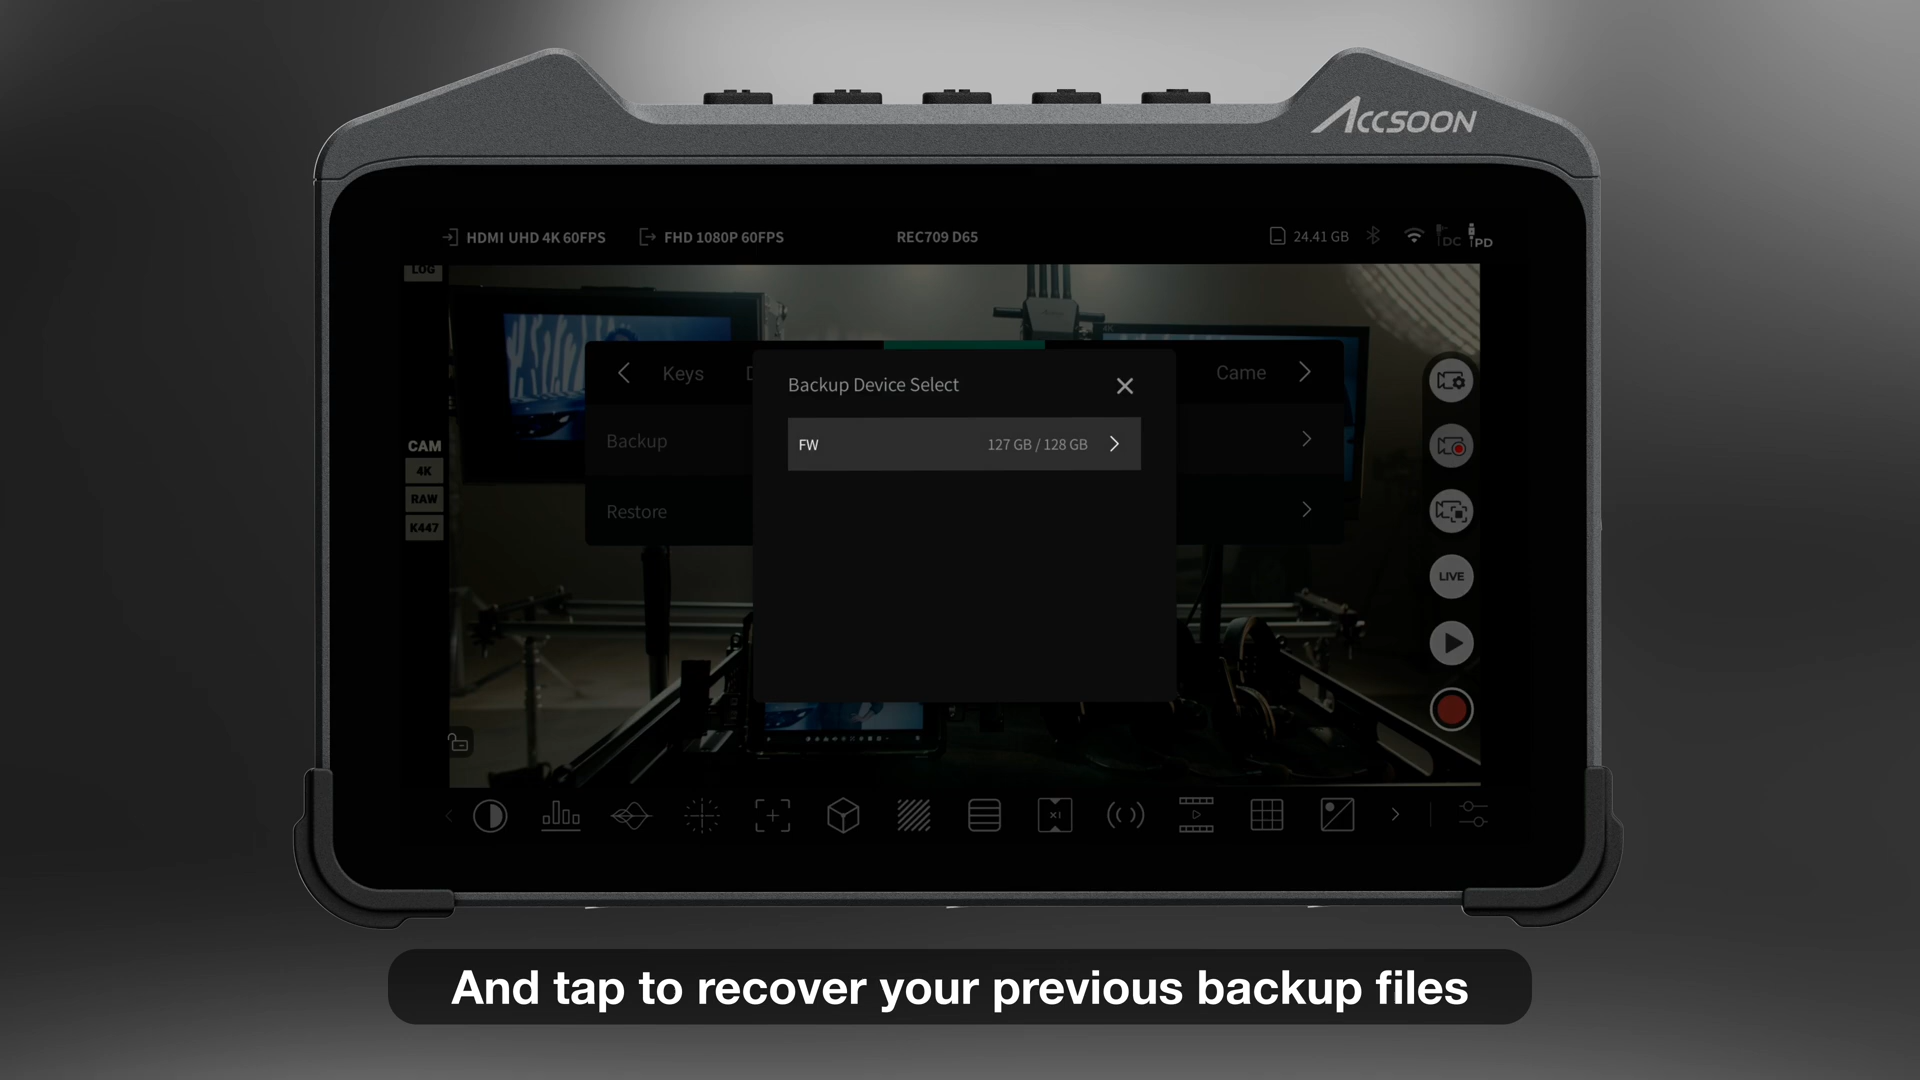 ACCSOON
HDMI UHD 4K 60FPS
FHD 1080P 60FPS
REC709 D65
24.41 GB
DC
PD
LOG
4K
Keys
D
Came
Backup Device Select
Backup
FW
127 GB / 128 GB
CAM
4K
RAW
K447
Restore
LIVE
And tap to recover your previous backup files